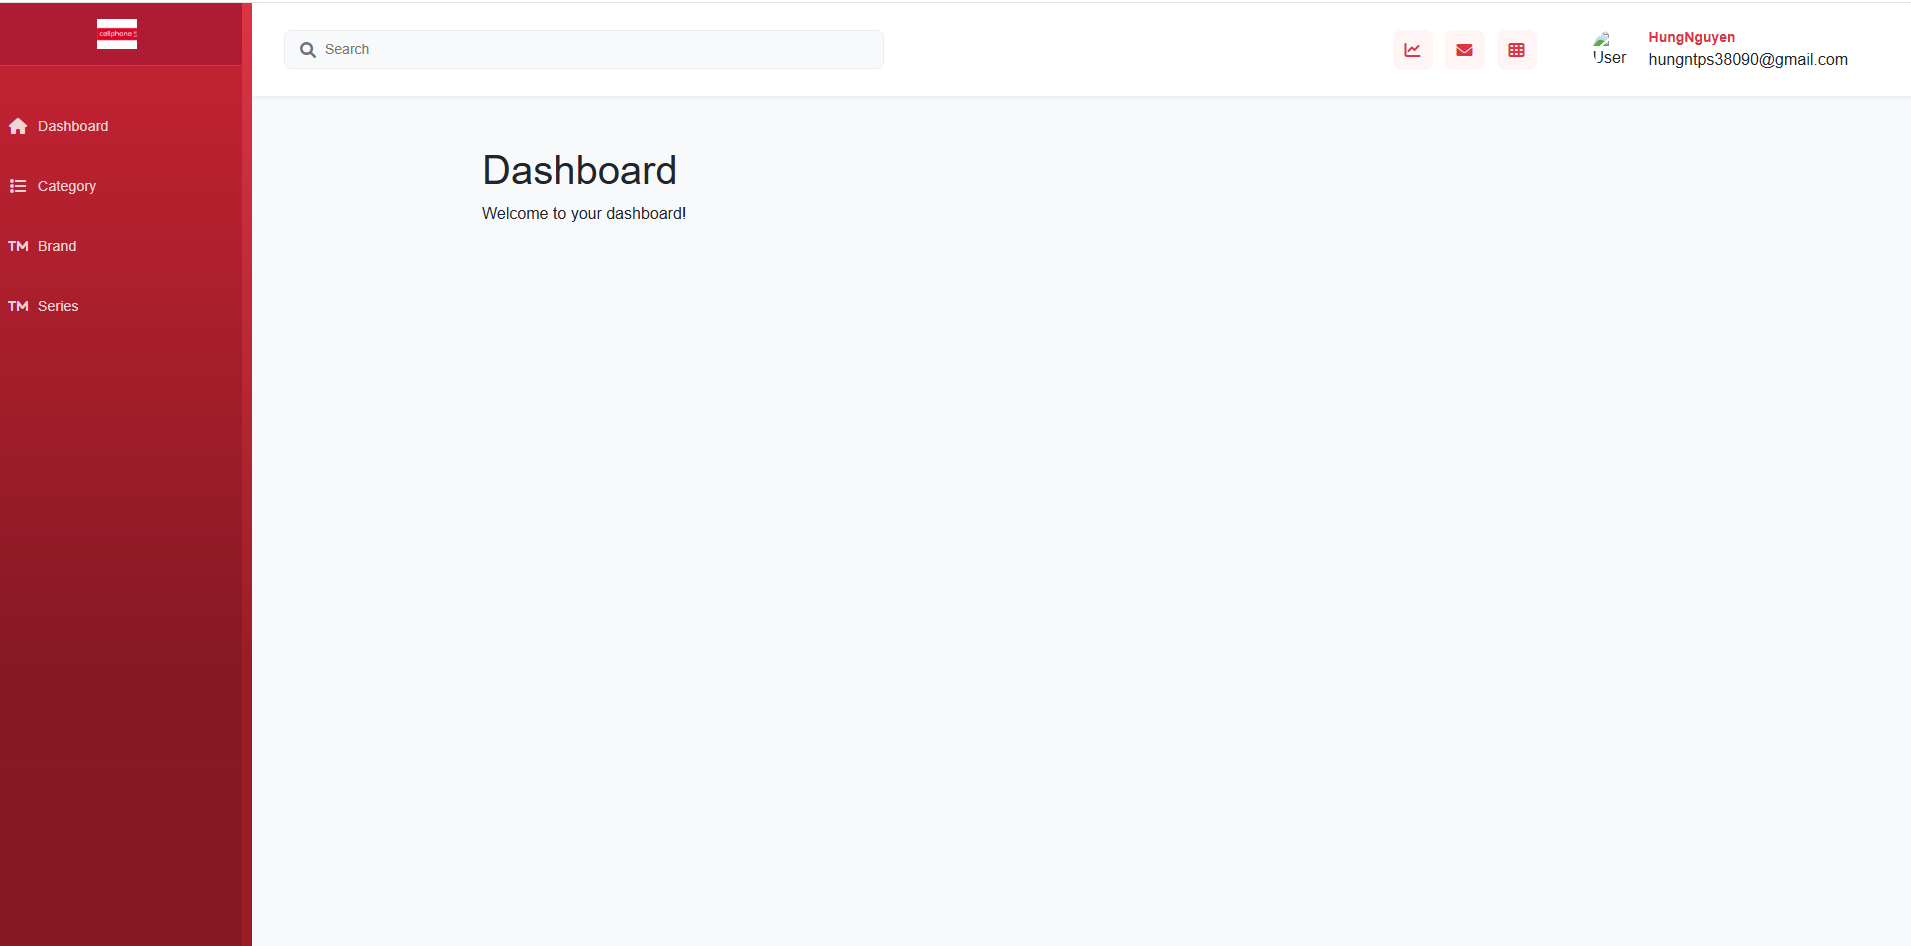 cellphone
Search
User
HungNguyen
hungntps38090@gmail.com
Dashboard
Category
TM Brand
TM Series
Dashboard
Welcome to your dashboard!